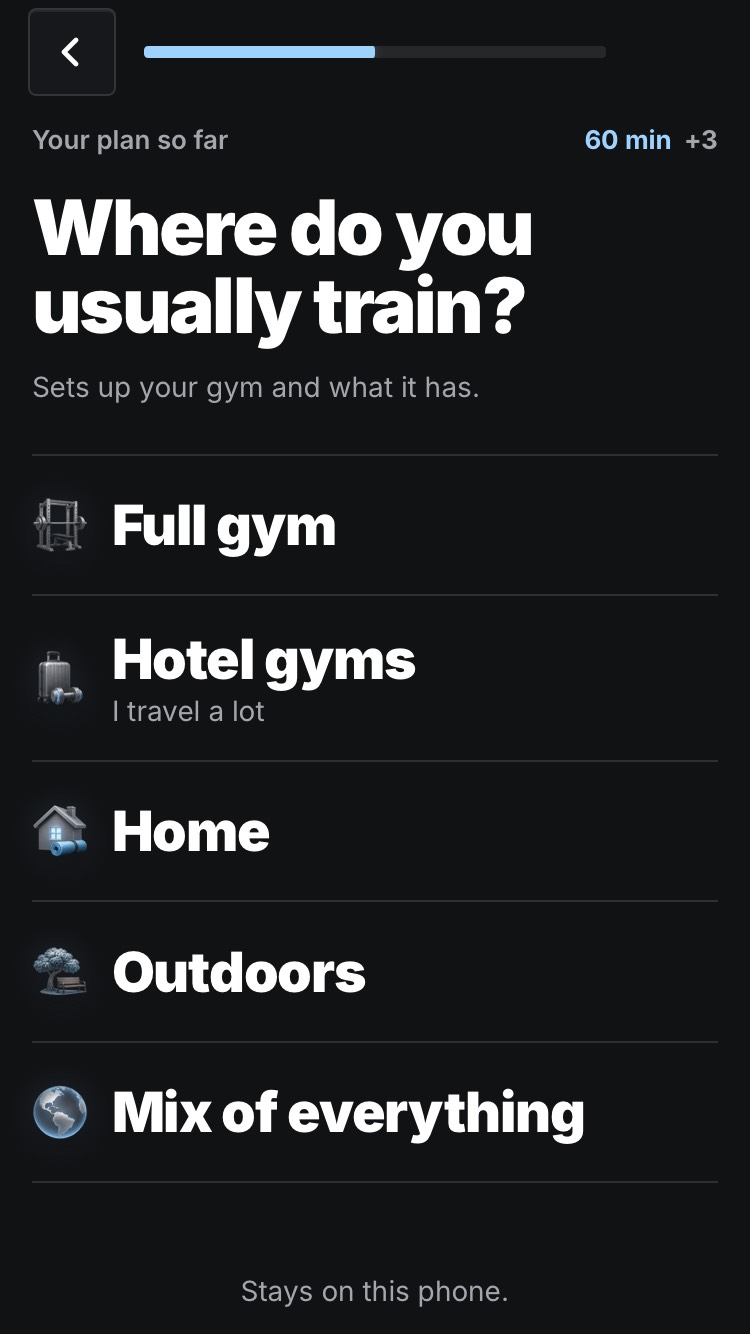 Your plan so far
60 min +3
Where do you
usually train?
Sets up your gym and what it has.
Full gym
Hotel gyms
I travel a lot
Home
Outdoors
Mix of everything
Stays on this phone.